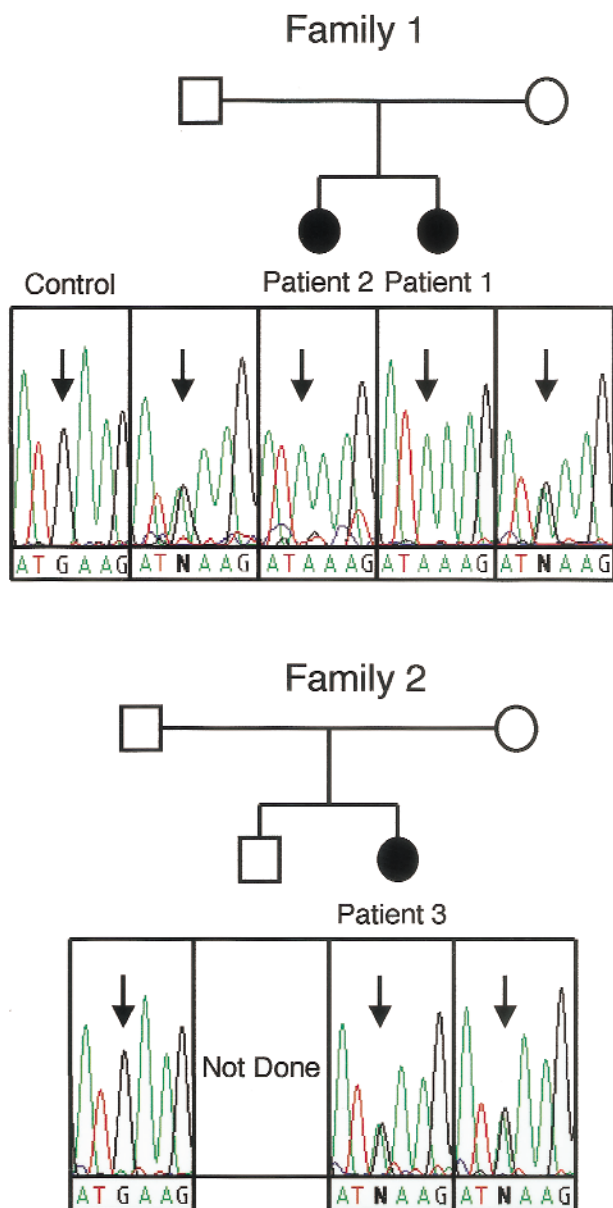 Family 1
Control
Patient 2 Patient 1
ATGAAG ATNAAG ATAAAG ATAAAG ATNAAG
Family 2
Patient 3
Not Done
ATGAAG ATNAAG ATNAAG